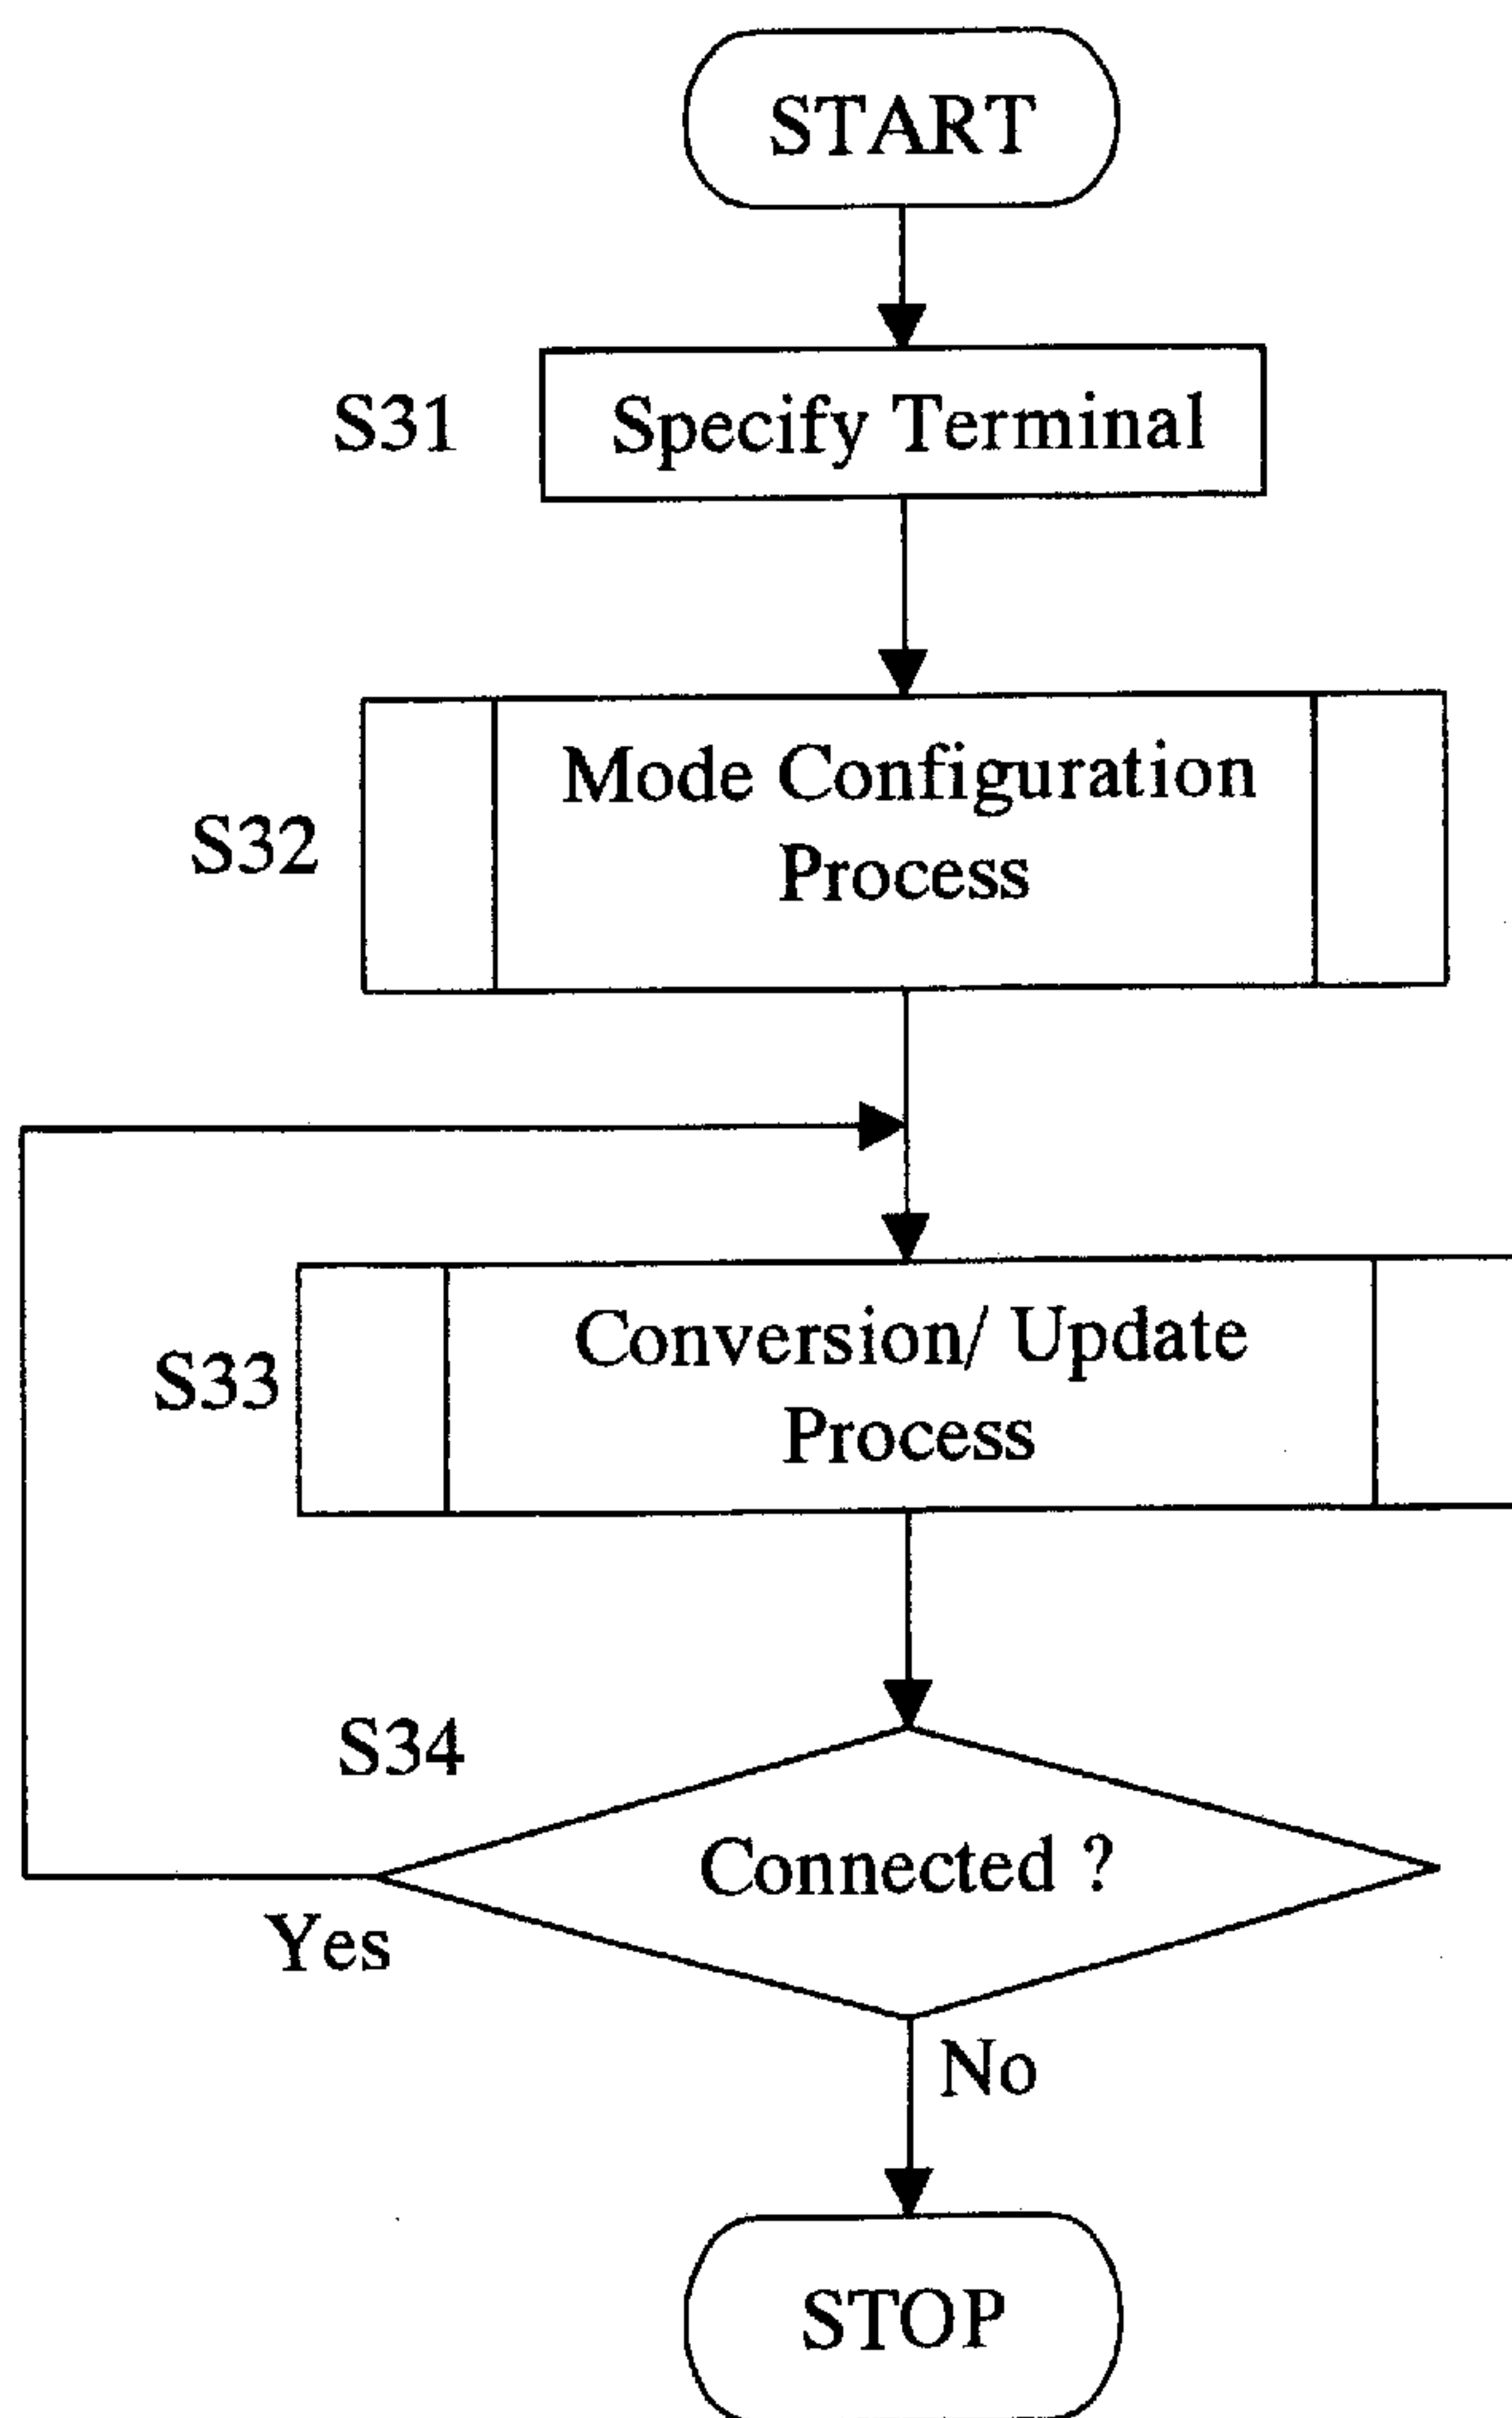 START
S31
Specify Terminal
S32
Mode Configuration
Process
S33
Conversion/ Update
Process
S34
Connected ?
Yes
No
STOP